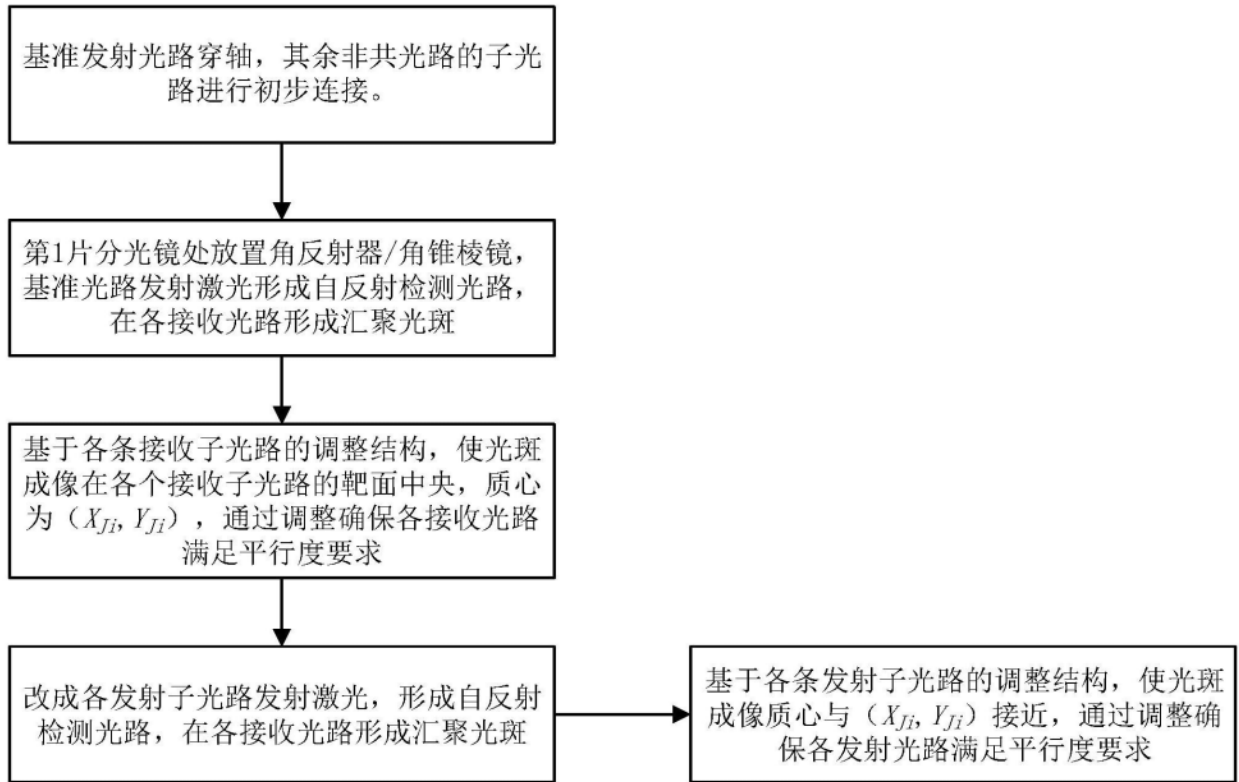 基准发射光路穿轴，其余非共光路的子光
路进行初步连接。
第1片分光镜处放置角反射器/角锥棱镜，
基准光路发射激光形成自反射检测光路，
在各接收光路形成汇聚光斑
基于各条接收子光路的调整结构，使光斑
成像在各个接收子光路的靶面中央，质心
为（X_{Ji}, Y_{Ji}），通过调整确保各接收光路
满足平行度要求
改成各发射子光路发射激光，形成自反射
检测光路，在各接收光路形成汇聚光斑
基于各条发射子光路的调整结构，使光斑
成像质心与（X_{Ji}, Y_{Ji}）接近，通过调整确
保各发射光路满足平行度要求